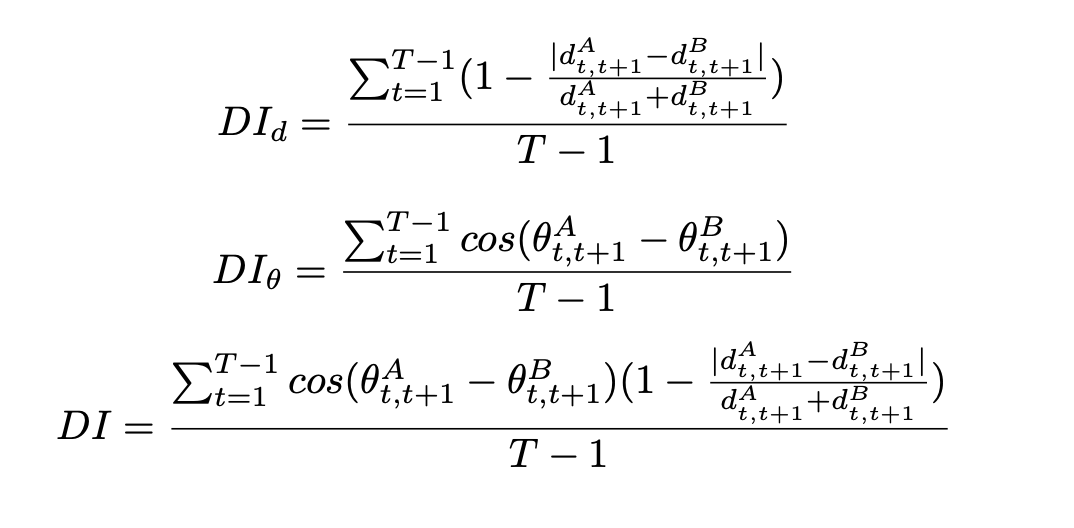 $DI_d = \frac{\sum_{t=1}^{T-1}(1 - \frac{|d^A_{t,t+1} - d^B_{t,t+1}|}{d^A_{t,t+1} + d^B_{t,t+1}})}{T-1}$
$DI_\theta = \frac{\sum_{t=1}^{T-1} cos(\theta^A_{t,t+1} - \theta^B_{t,t+1})}{T-1}$
$DI = \frac{\sum_{t=1}^{T-1} cos(\theta^A_{t,t+1} - \theta^B_{t,t+1})(1 - \frac{|d^A_{t,t+1} - d^B_{t,t+1}|}{d^A_{t,t+1} + d^B_{t,t+1}})}{T-1}$